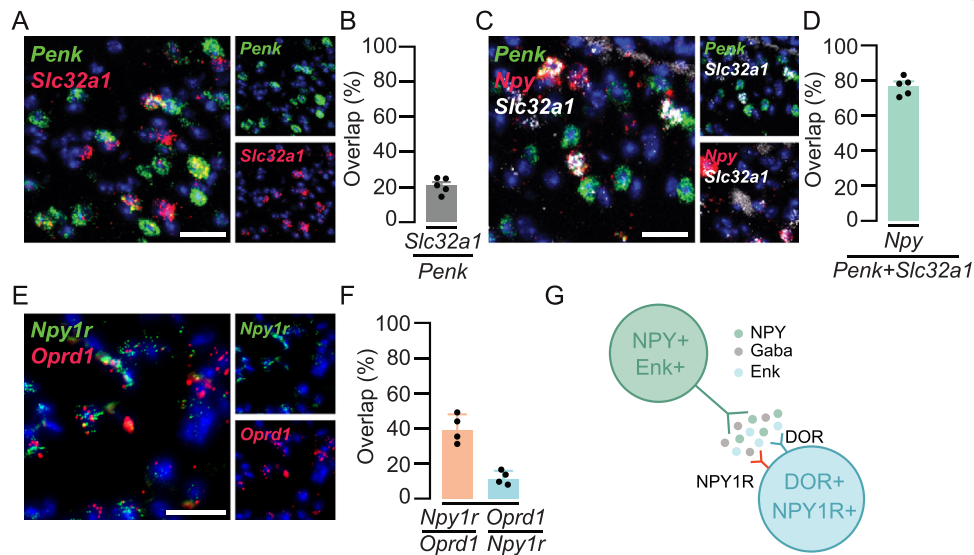 A
Penk
Slc32a1
Penk
Slc32a1
B
Overlap (%)
100
80
60
40
20
0
Slc32a1
Penk
C
Penk
Npy
Slc32a1
Penk
Slc32a1
Npy
Slc32a1
D
Overlap (%)
100
80
60
40
20
0
Npy
Penk+Slc32a1
E
Npy1r
Oprd1
Npy1r
Oprd1
F
Overlap (%)
100
80
60
40
20
0
Npy1r Oprd1
Oprd1 Npy1r
G
NPY+
Enk+
NPY
Gaba
Enk
DOR
NPY1R
DOR+
NPY1R+